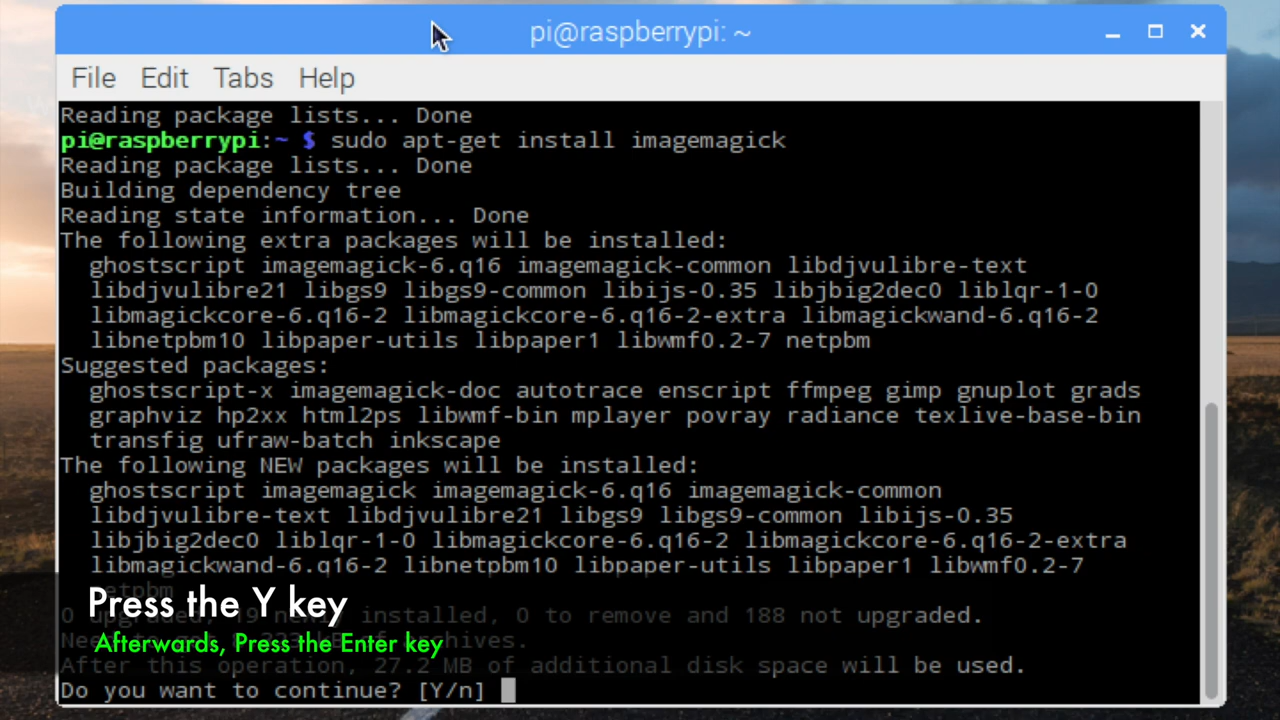 pi@raspberrypi: ~
File Edit Tabs Help
Reading package lists... Done
pi@raspberrypi:~ $ sudo apt-get install imagemagick
Reading package lists... Done
Building dependency tree
Reading state information... Done
The following extra packages will be installed:
ghostscript imagemagick-6.q16 imagemagick-common libdjvulibre-text
libdjvulibre21 libgs9 libgs9-common libijs-0.35 libjbig2dec0 liblqr-1-0
libmagickcore-6.q16-2 libmagickcore-6.q16-2-extra libmagickwand-6.q16-2
libnetpbm10 libpaper-utils libpaper1 libwmf0.2-7 netpbm
Suggested packages:
ghostscript-x imagemagick-doc autotrace enscript ffmpeg gimp gnuplot grads
graphviz hp2xx html2ps libwmf-bin mplayer povray radiance texlive-base-bin
transfig ufraw-batch inkscape
The following NEW packages will be installed:
ghostscript imagemagick imagemagick-6.q16 imagemagick-common
libdjvulibre-text libdjvulibre21 libgs9 libgs9-common libijs-0.35
libjbig2dec0 liblqr-1-0 libmagickcore-6.q16-2 libmagickcore-6.q16-2-extra
libmagickwand-6.q16-2 libnetpbm10 libpaper-utils libpaper1 libwmf0.2-7
netpbm
Press the Y key
0 upgraded, 19 newly installed, 0 to remove and 188 not upgraded.
Afterwards, Press the Enter key
of archives.
After this operation, 27.2 MB of additional disk space will be used.
Do you want to continue? [Y/n]